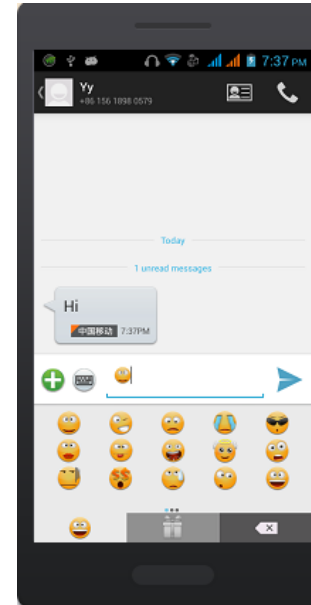 7:37 PM
Yy
+86 156 1898 0579
Today
1 unread messages
Hi
中国移动 7:37PM